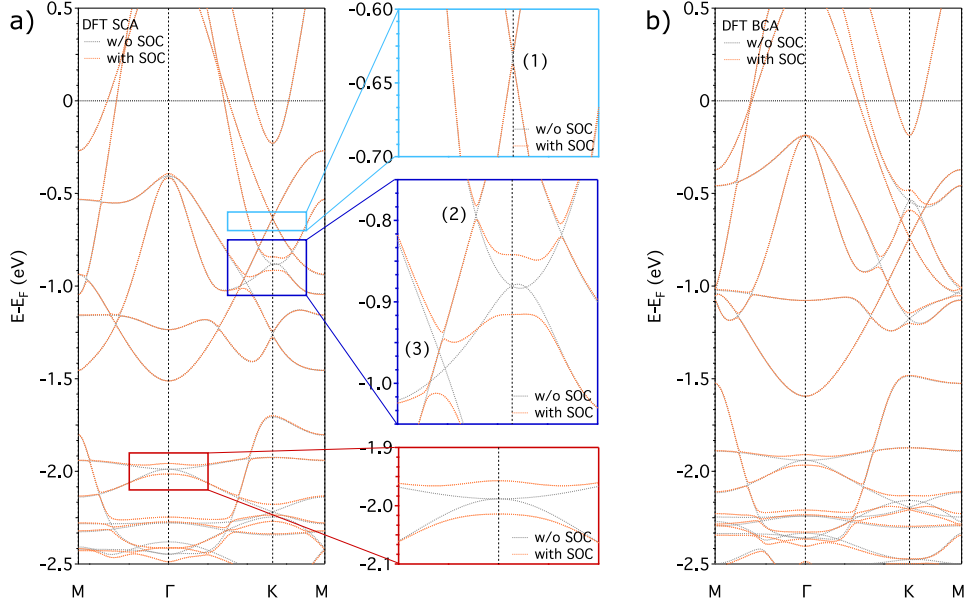 a)
DFT SCA
w/o SOC
with SOC
E-E_F (eV)
0.5
0
-0.5
-1.0
-1.5
-2.0
-2.5
M Γ K M
-0.60
-0.65
-0.70
(1)
w/o SOC
with SOC
-0.8
-0.9
-1.0
(2)
(3)
w/o SOC
with SOC
-1.9
-2.0
-2.1
w/o SOC
with SOC
b)
DFT BCA
w/o SOC
with SOC
E-E_F (eV)
0.5
0
-0.5
-1.0
-1.5
-2.0
-2.5
M Γ K M